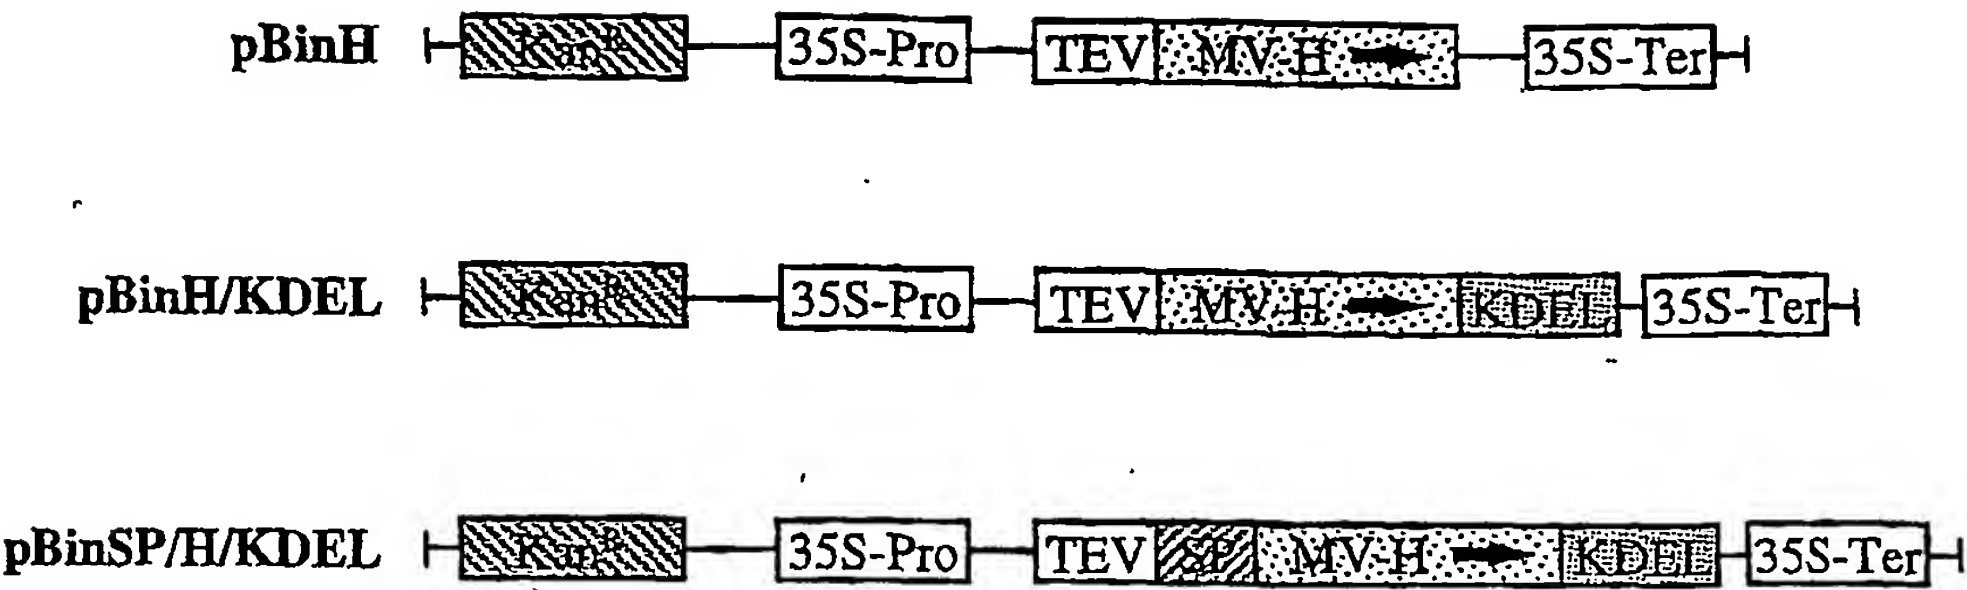 pBinH Kanᴿ 35S-Pro TEV MV-H 35S-Ter
pBinH/KDEL Kanᴿ 35S-Pro TEV MV-H KDEL 35S-Ter
pBinSP/H/KDEL Kanᴿ 35S-Pro TEV SP MV-H KDEL 35S-Ter